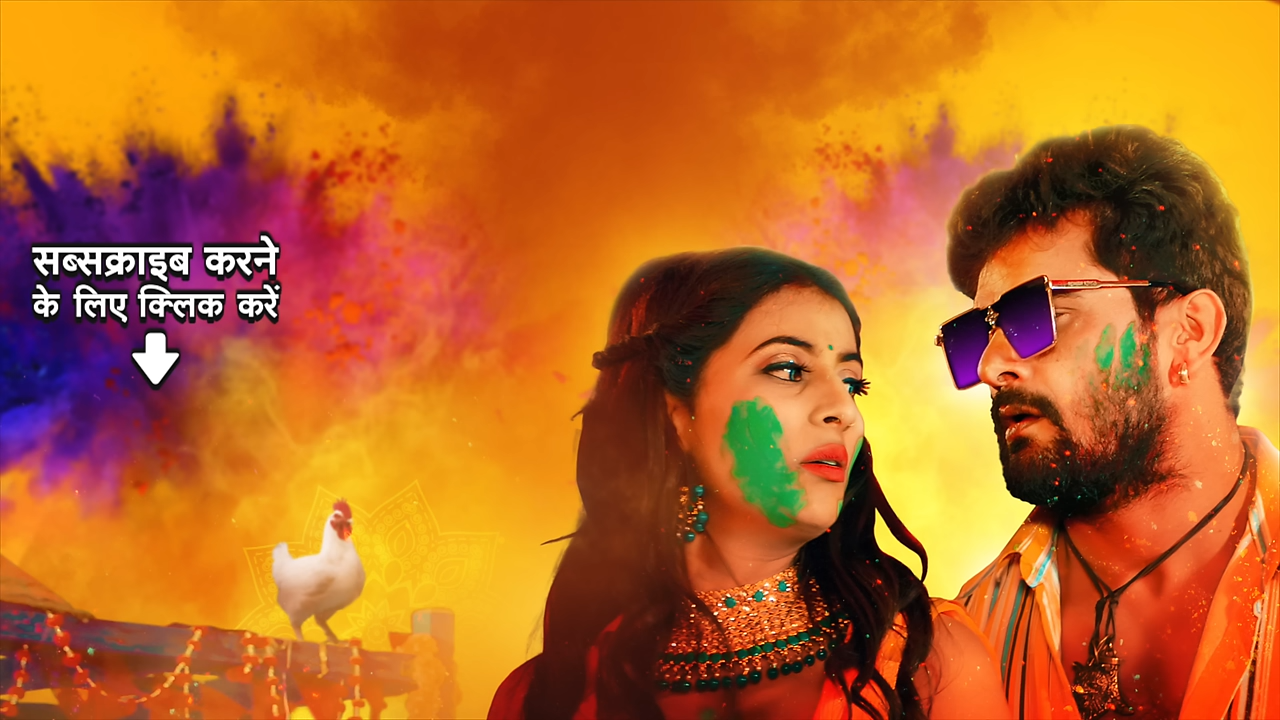 सब्सक्राइब करने
के लिए क्लिक करें